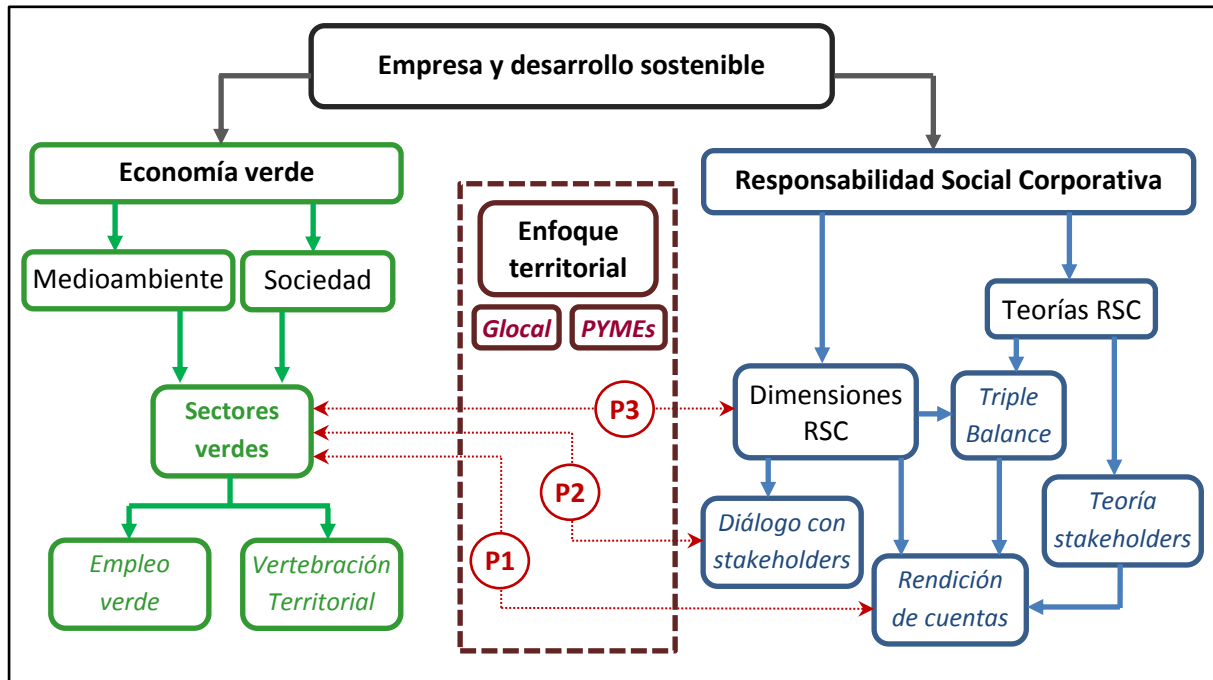 Empresa y desarrollo sostenible
Economía verde
Responsabilidad Social Corporativa
Enfoque
territorial
Medioambiente
Sociedad
Teorías RSC
Glocal
PYMEs
Sectores
verdes
P3
Dimensiones
RSC
Triple
Balance
P2
Diálogo con
stakeholders
Teoría
stakeholders
Empleo
verde
Vertebración
Territorial
P1
Rendición
de cuentas